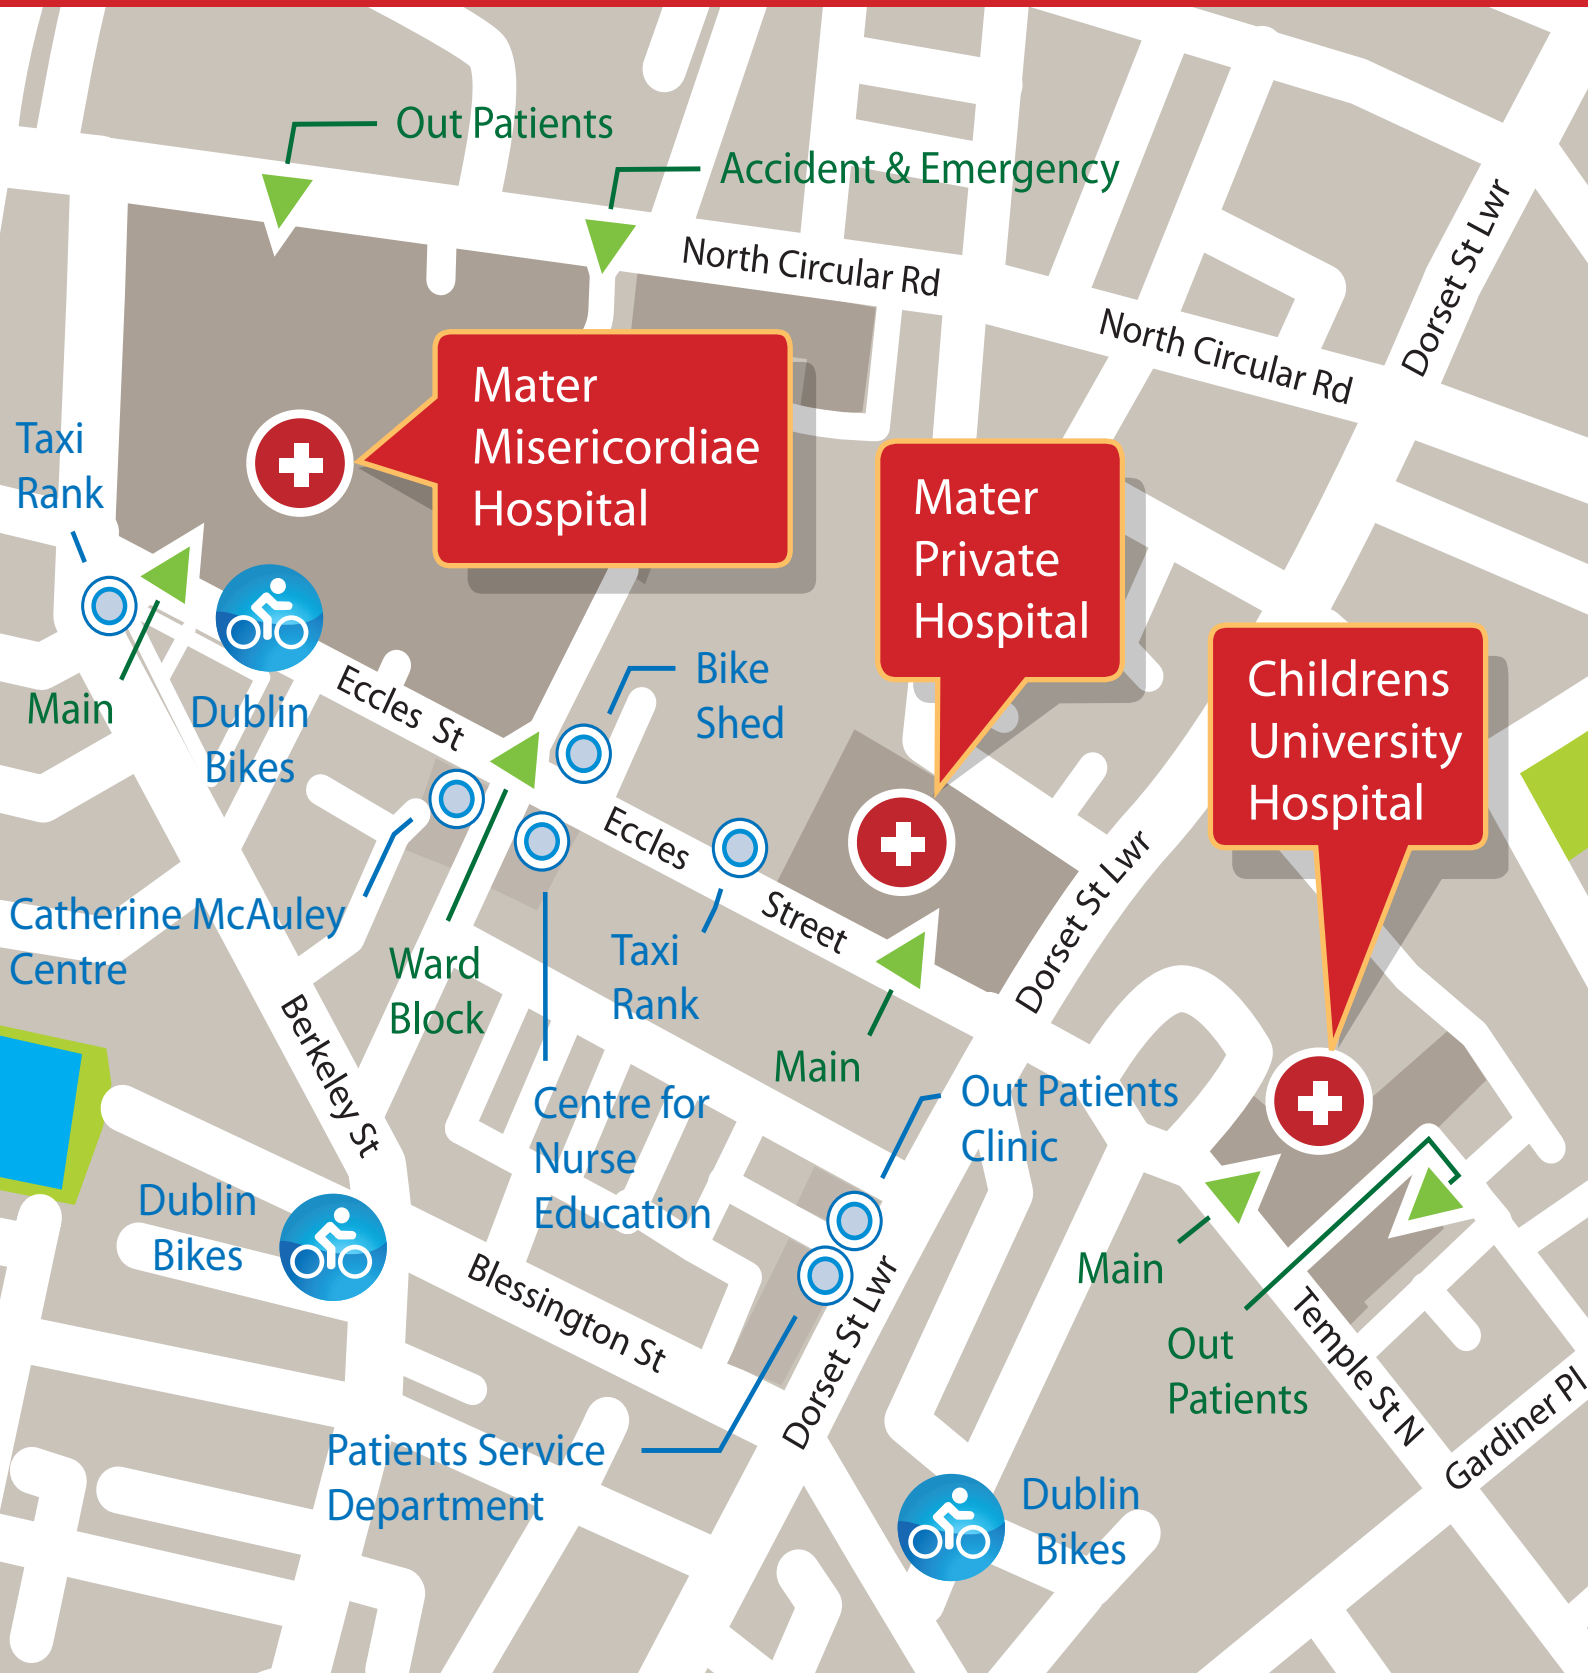 Out Patients
Accident & Emergency
North Circular Rd
North Circular Rd
Dorset St Lwr
Mater
Misericordiae
Hospital
Taxi
Rank
Mater
Private
Hospital
Main
Dublin
Bikes
Eccles St
Bike
Shed
Childrens
University
Hospital
Eccles
Street
Dorset St Lwr
Catherine McAuley
Centre
Ward
Block
Taxi
Rank
Main
Berkeley St
Centre for
Nurse
Education
Out Patients
Clinic
Dublin
Bikes
Blessington St
Dorset St Lwr
Main
Out
Patients
Temple St N
Gardiner Pl
Patients Service
Department
Dublin
Bikes